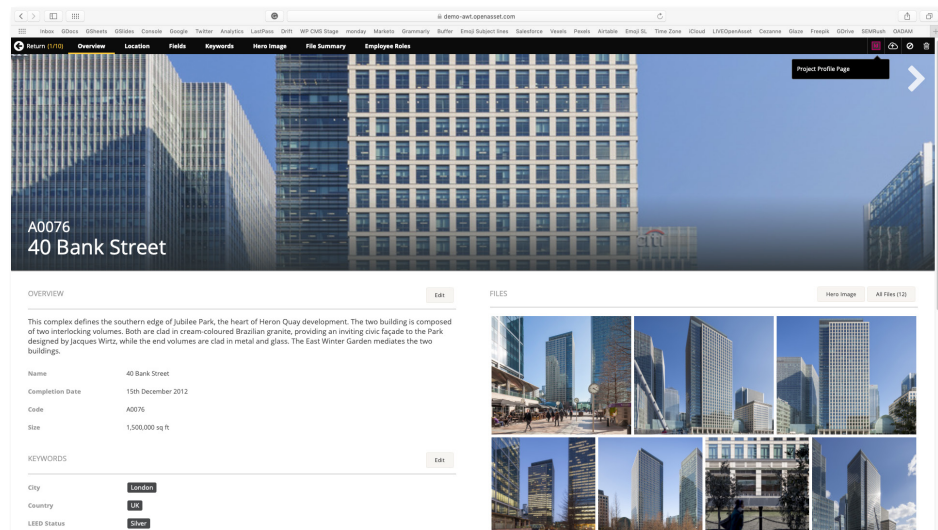 demo-awt.openasset.com
Inbox GDocs GSheets GSlides Console Google Twitter Analytics LastPass Drift WP CMS Stage monday Marketo Grammarly Buffer Emoji Subject lines Salesforce Vexels Pexels Airtable Emoji SL Time Zone iCloud LIVEOpenAsset Cezanne Glaze Freepik GDrive SEMRush OADAM
Return (1/10) Overview Location Fields Keywords Hero Image File Summary Employee Roles
Project Profile Page
citi
A0076
40 Bank Street
OVERVIEW Edit
This complex defines the southern edge of Jubilee Park, the heart of Heron Quay development. The two building is composed
of two interlocking volumes. Both are clad in cream-coloured Brazilian granite, providing an inviting civic façade to the Park
designed by Jacques Wirtz, while the end volumes are clad in metal and glass. The East Winter Garden mediates the two
buildings.
Name 40 Bank Street
Completion Date 15th December 2012
Code A0076
Size 1,500,000 sq ft
KEYWORDS Edit
City London
Country UK
LEED Status Silver
FILES Hero Image All Files (12)